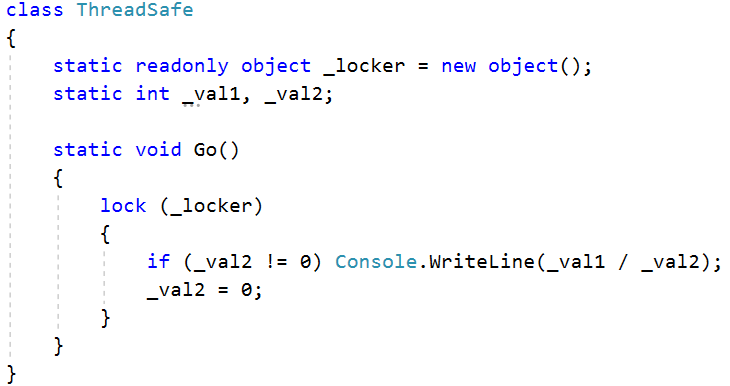 class ThreadSafe
{
    static readonly object _locker = new object();
    static int _val1, _val2;

    static void Go()
    {
        lock (_locker)
        {
            if (_val2 != 0) Console.WriteLine(_val1 / _val2);
            _val2 = 0;
        }
    }
}